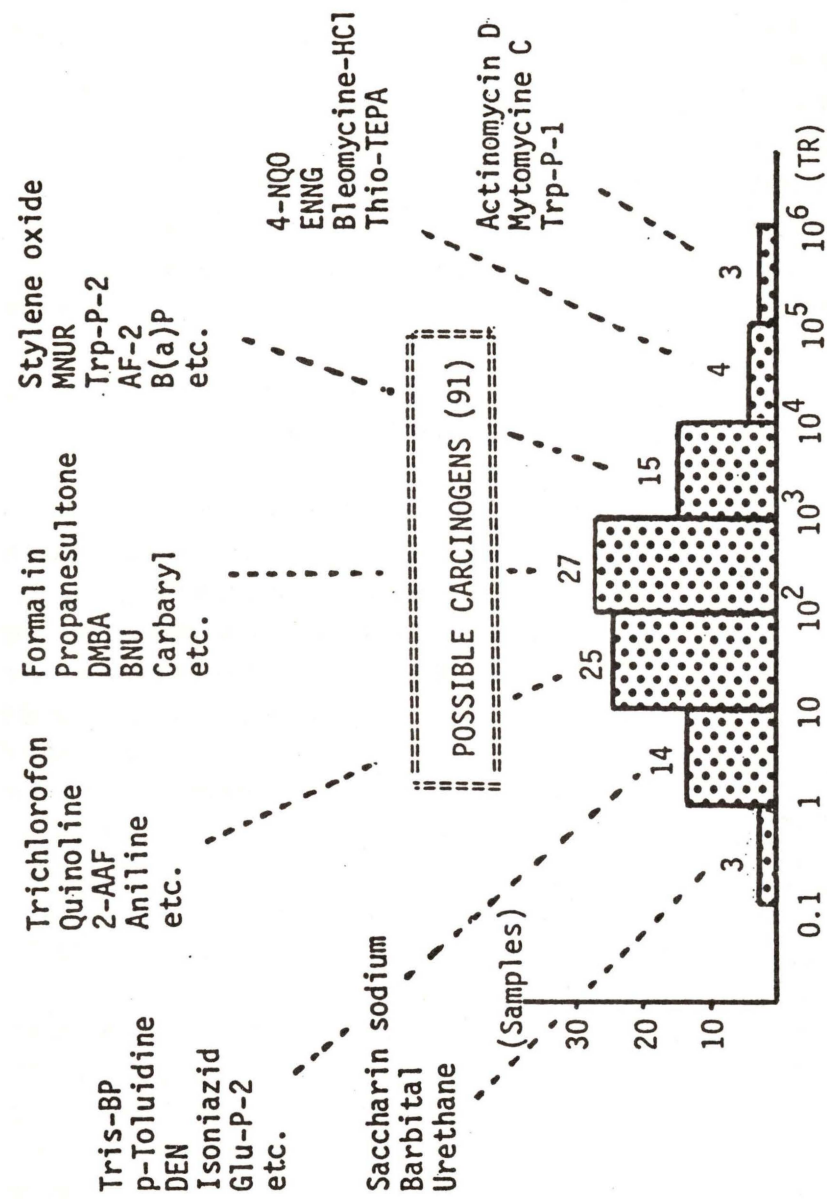 Tris-BP
p-Toluidine
DEN
Isoniazid
Glu-P-2
etc.
Trichlorofon
Quinoline
2-AAF
Aniline
etc.
Formalin
Propanesultone
DMBA
BNU
Carbaryl
etc.
Stylene oxide
MNUR
Trp-P-2
AF-2
B(a)P
etc.
4-NQO
ENNG
Bleomycine-HCl
Thio-TEPA
Actinomycin D
Mytomycine C
Trp-P-1
Saccharin sodium
Barbital
Urethane
POSSIBLE CARCINOGENS (91)
(Samples)
30
20
10
3
14
25
27
15
4
3
0.1
1
10
10²
10³
10⁴
10⁵
10⁶
(TR)